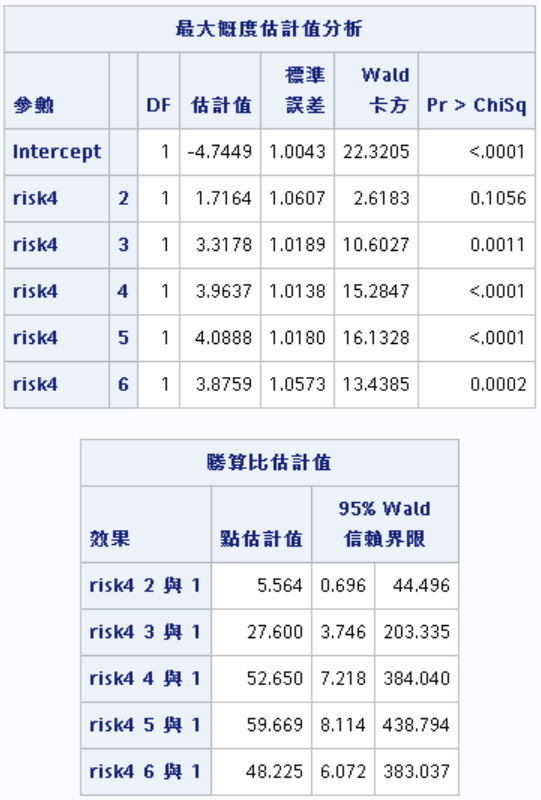 最大概度估計值分析
參數 DF 估計值 標準誤差 Wald 卡方 Pr > ChiSq
Intercept 1 -4.7449 1.0043 22.3205 <.0001
risk4 2 1 1.7164 1.0607 2.6183 0.1056
risk4 3 1 3.3178 1.0189 10.6027 0.0011
risk4 4 1 3.9637 1.0138 15.2847 <.0001
risk4 5 1 4.0888 1.0180 16.1328 <.0001
risk4 6 1 3.8759 1.0573 13.4385 0.0002
勝算比估計值
效果 點估計值 95% Wald 信賴界限
risk4 2 與 1 5.564 0.696 44.496
risk4 3 與 1 27.600 3.746 203.335
risk4 4 與 1 52.650 7.218 384.040
risk4 5 與 1 59.669 8.114 438.794
risk4 6 與 1 48.225 6.072 383.037